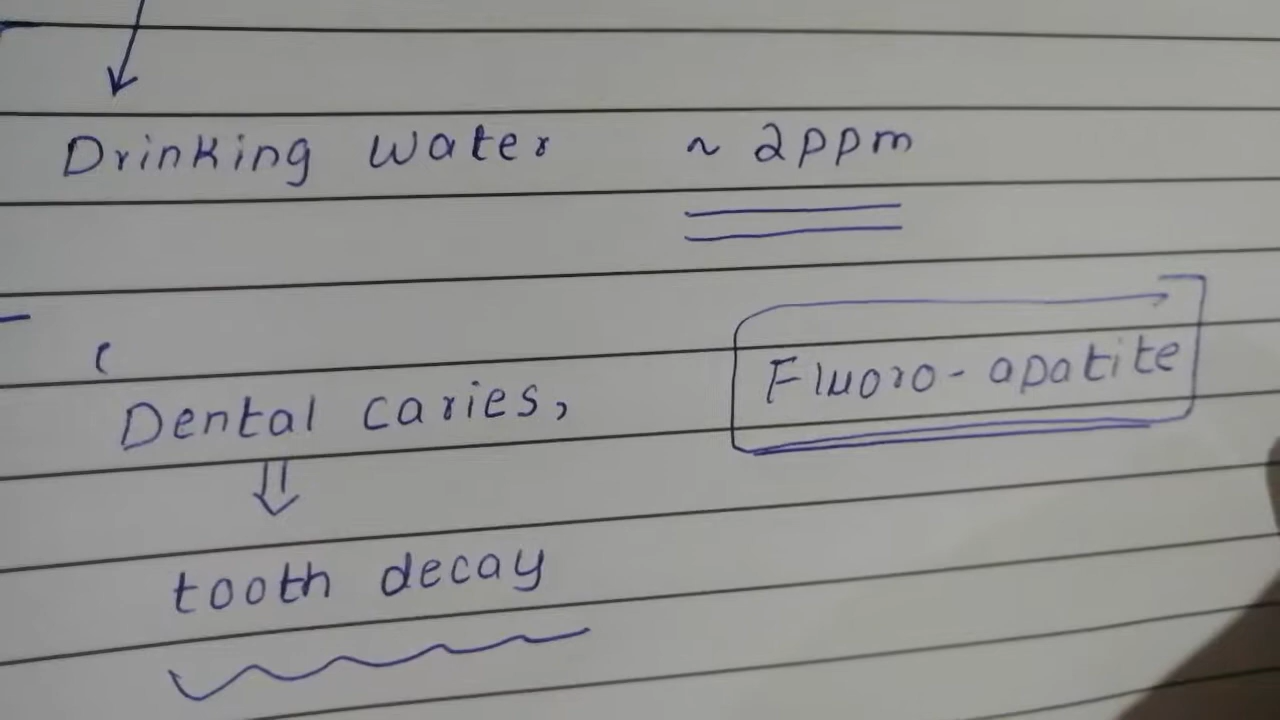 Drinking water ~ 2ppm
Dental caries, Fluoro-apatite
tooth decay